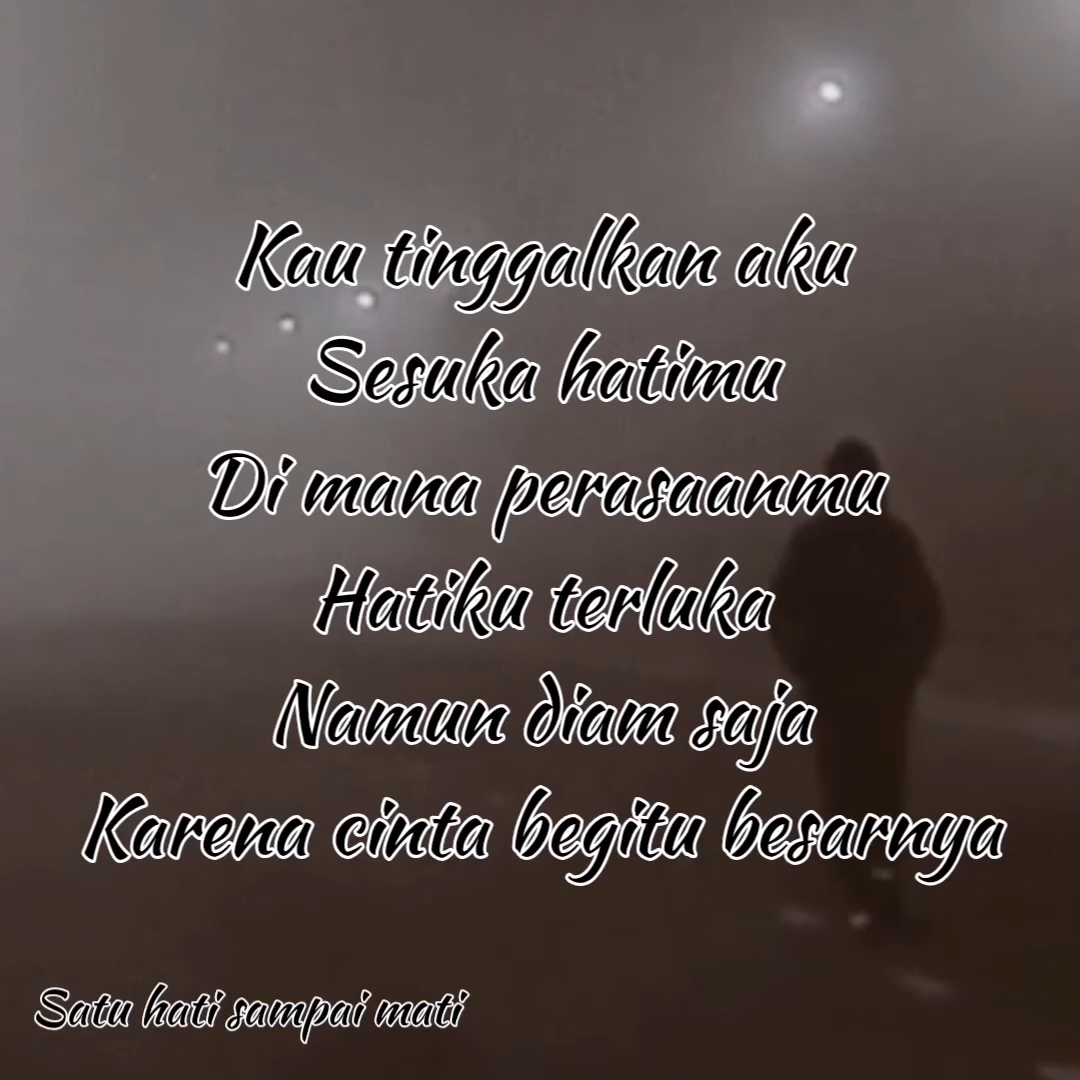 Kau tinggalkan aku
Sesuka hatimu
Di mana perasaanmu
Hatiku terluka
Namun diam saja
Karena cinta begitu besarnya
Satu hati sampai mati